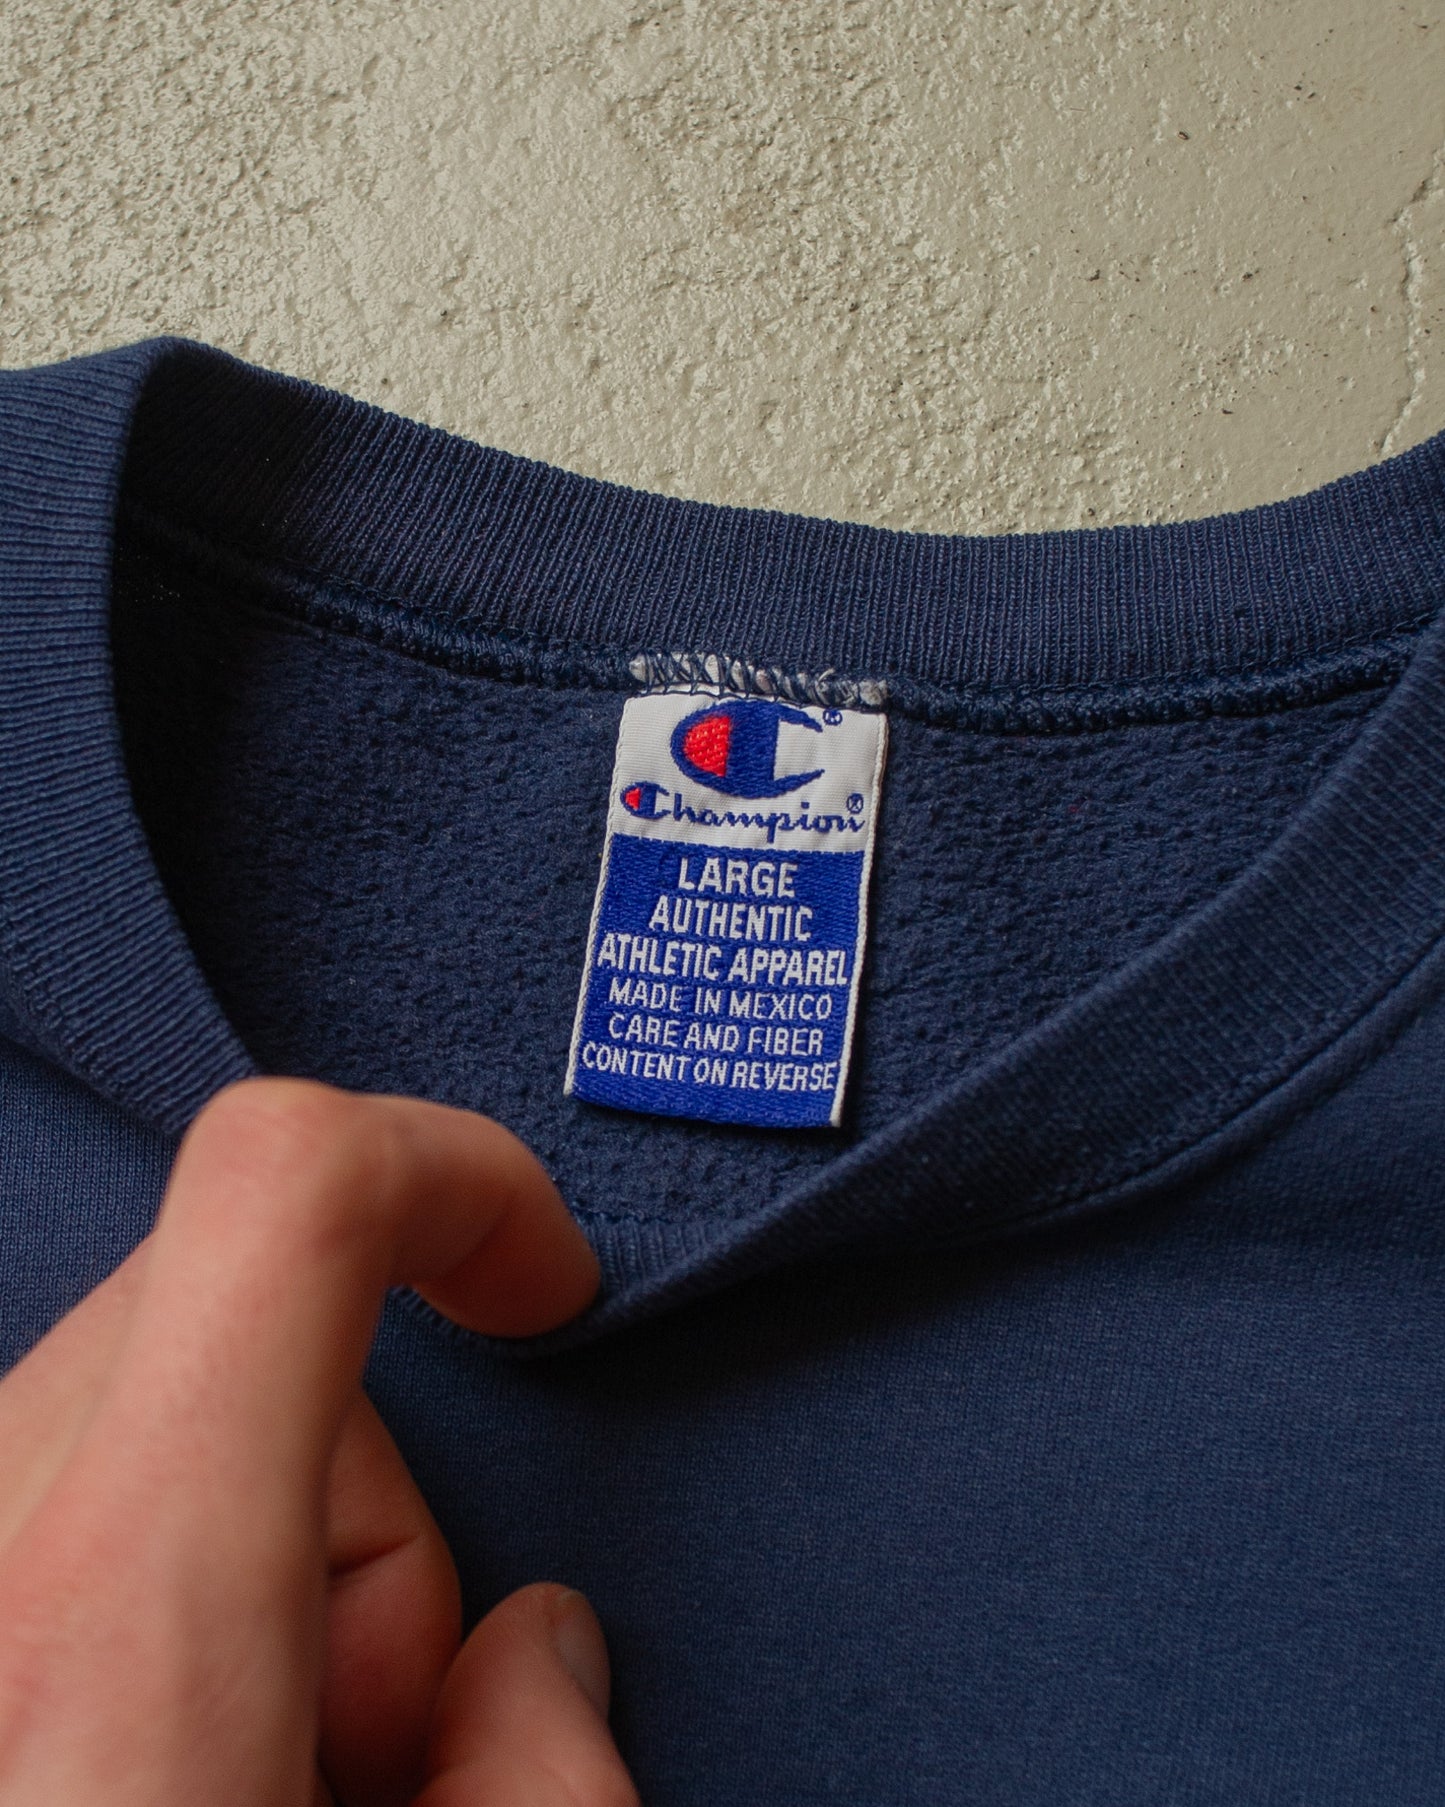 ®
Champion®
LARGE
AUTHENTIC
ATHLETIC APPAREL
MADE IN MEXICO
CARE AND FIBER
CONTENT ON REVERSE